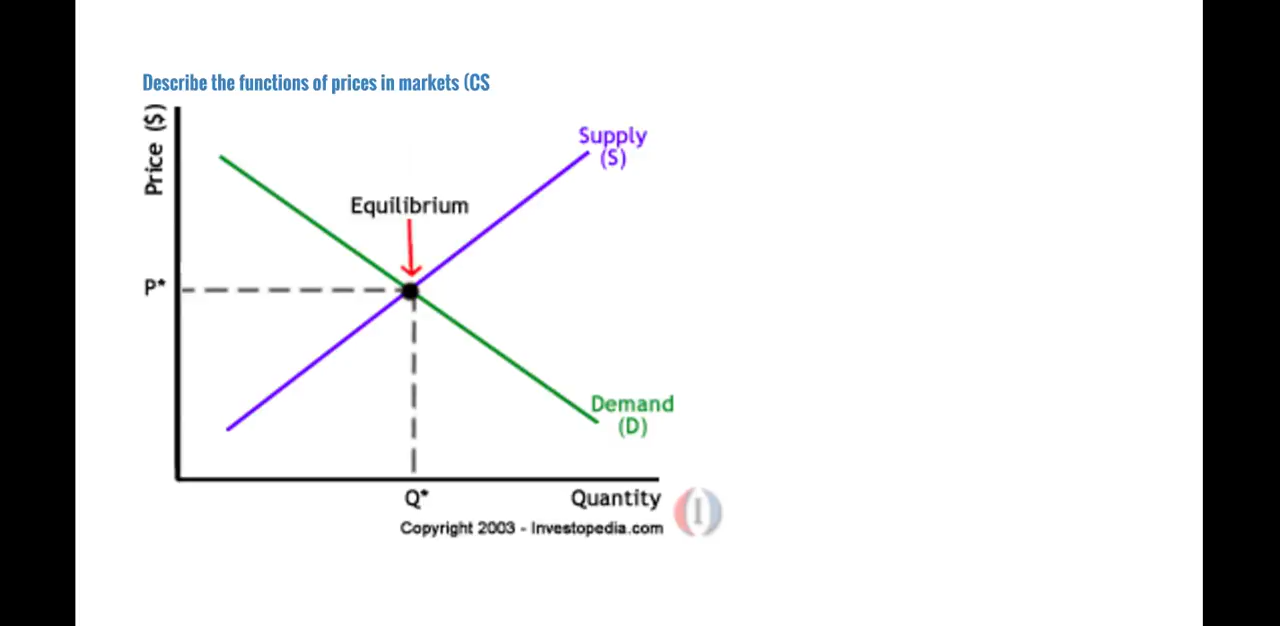 Describe the functions of prices in markets (CS
Price ($)
Supply
(S)
Equilibrium
P*
Demand
(D)
Q*
Quantity
Copyright 2003 - Investopedia.com